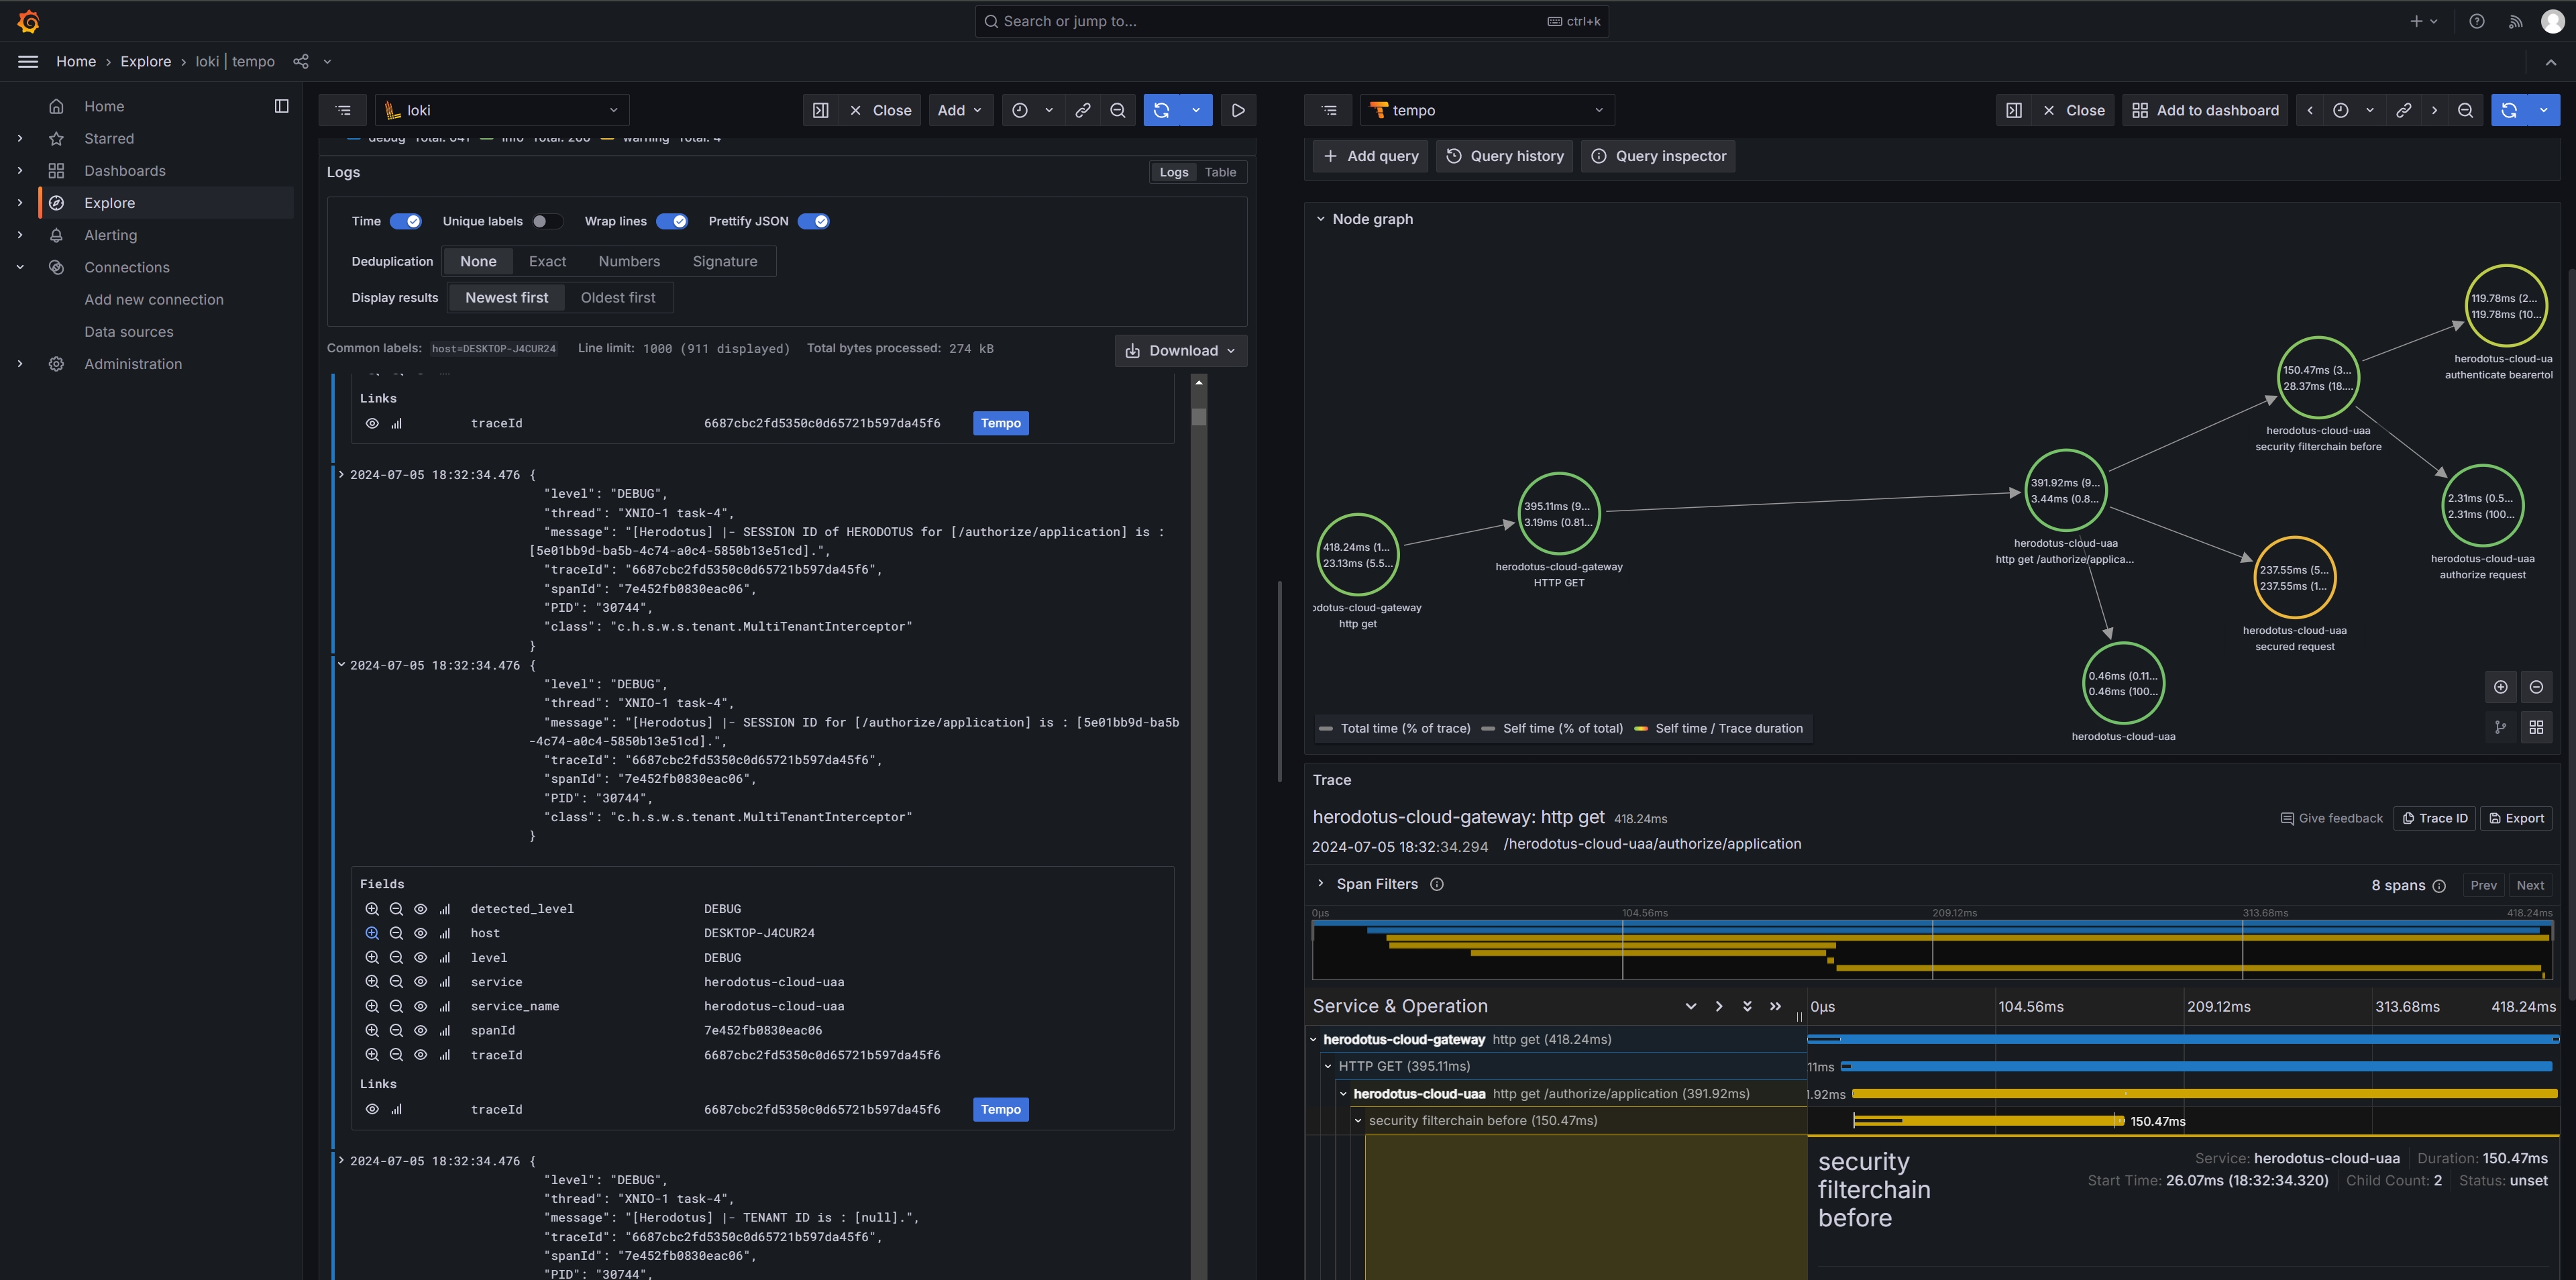 Search or jump to...
ctrl+k
Home › Explore › loki | tempo
Home
Starred
Dashboards
Explore
Alerting
Connections
Add new connection
Data sources
Administration
loki
Close
Add
debug Total: 641 info Total: 266 warning Total: 4
Logs
Logs Table
Time Unique labels Wrap lines Prettify JSON
Deduplication None Exact Numbers Signature
Display results Newest first Oldest first
Common labels: host=DESKTOP-J4CUR24 Line limit: 1000 (911 displayed) Total bytes processed: 274 kB
Download
Links
traceId 6687cbc2fd5350c0d65721b597da45f6 Tempo
2024-07-05 18:32:34.476 {
"level": "DEBUG",
"thread": "XNIO-1 task-4",
"message": "[Herodotus] |- SESSION ID of HERODOTUS for [/authorize/application] is :
[5e01bb9d-ba5b-4c74-a0c4-5850b13e51cd].",
"traceId": "6687cbc2fd5350c0d65721b597da45f6",
"spanId": "7e452fb0830eac06",
"PID": "30744",
"class": "c.h.s.w.s.tenant.MultiTenantInterceptor"
}
2024-07-05 18:32:34.476 {
"level": "DEBUG",
"thread": "XNIO-1 task-4",
"message": "[Herodotus] |- SESSION ID for [/authorize/application] is : [5e01bb9d-ba5b
-4c74-a0c4-5850b13e51cd].",
"traceId": "6687cbc2fd5350c0d65721b597da45f6",
"spanId": "7e452fb0830eac06",
"PID": "30744",
"class": "c.h.s.w.s.tenant.MultiTenantInterceptor"
}
Fields
detected_level DEBUG
host DESKTOP-J4CUR24
level DEBUG
service herodotus-cloud-uaa
service_name herodotus-cloud-uaa
spanId 7e452fb0830eac06
traceId 6687cbc2fd5350c0d65721b597da45f6
Links
traceId 6687cbc2fd5350c0d65721b597da45f6 Tempo
2024-07-05 18:32:34.476 {
"level": "DEBUG",
"thread": "XNIO-1 task-4",
"message": "[Herodotus] |- TENANT ID is : [null].",
"traceId": "6687cbc2fd5350c0d65721b597da45f6",
"spanId": "7e452fb0830eac06",
"PID": "30744",
tempo
Close
Add to dashboard
Add query Query history Query inspector
Node graph
119.78ms (2...
119.78ms (10...
herodotus-cloud-ua
authenticate bearertol
150.47ms (3...
28.37ms (18....
herodotus-cloud-uaa
security filterchain before
391.92ms (9...
3.44ms (0.8...
herodotus-cloud-uaa
http get /authorize/applica...
2.31ms (0.5...
2.31ms (100...
herodotus-cloud-uaa
authorize request
395.11ms (9...
3.19ms (0.81...
herodotus-cloud-gateway
HTTP GET
418.24ms (1...
23.13ms (5.5...
odotus-cloud-gateway
http get
237.55ms (5...
237.55ms (1...
herodotus-cloud-uaa
secured request
0.46ms (0.11...
0.46ms (100...
herodotus-cloud-uaa
Total time (% of trace) Self time (% of total) Self time / Trace duration
Trace
herodotus-cloud-gateway: http get 418.24ms
Give feedback Trace ID Export
2024-07-05 18:32:34.294 /herodotus-cloud-uaa/authorize/application
Span Filters
8 spans Prev Next
0μs 104.56ms 209.12ms 313.68ms 418.24ms
Service & Operation
0μs 104.56ms 209.12ms 313.68ms 418.24ms
herodotus-cloud-gateway http get (418.24ms)
HTTP GET (395.11ms)
11ms
herodotus-cloud-uaa http get /authorize/application (391.92ms)
.92ms
security filterchain before (150.47ms)
150.47ms
security
filterchain
before
Service: herodotus-cloud-uaa Duration: 150.47ms
Start Time: 26.07ms (18:32:34.320) Child Count: 2 Status: unset